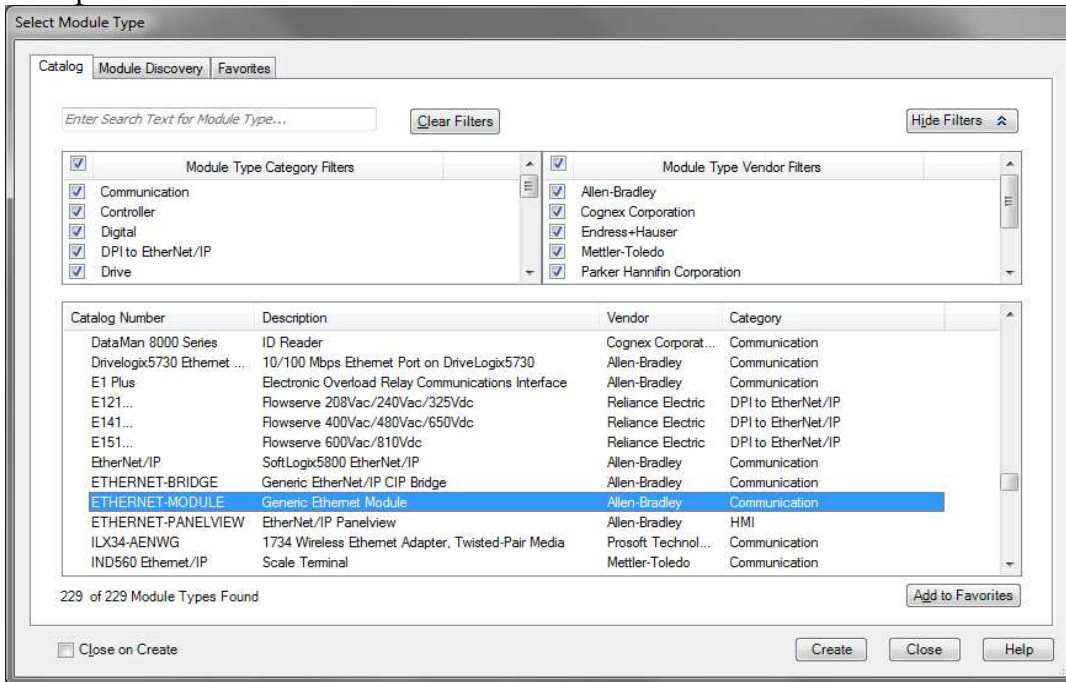 Select Module Type
Catalog Module Discovery Favorites
Enter Search Text for Module Type...
Clear Filters
Hide Filters
Module Type Category Filters
Communication
Controller
Digital
DPI to EtherNet/IP
Drive
Module Type Vendor Filters
Allen-Bradley
Cognex Corporation
Endress+Hauser
Mettler-Toledo
Parker Hannifin Corporation
Catalog Number Description Vendor Category
DataMan 8000 Series ID Reader Cognex Corporat... Communication
Drivelogix5730 Ethernet ... 10/100 Mbps Ethernet Port on DriveLogix5730 Allen-Bradley Communication
E1 Plus Electronic Overload Relay Communications Interface Allen-Bradley Communication
E121... Flowserve 208Vac/240Vac/325Vdc Reliance Electric DPI to EtherNet/IP
E141... Flowserve 400Vac/480Vac/650Vdc Reliance Electric DPI to EtherNet/IP
E151... Flowserve 600Vac/810Vdc Reliance Electric DPI to EtherNet/IP
EtherNet/IP SoftLogix5800 EtherNet/IP Allen-Bradley Communication
ETHERNET-BRIDGE Generic EtherNet/IP CIP Bridge Allen-Bradley Communication
ETHERNET-MODULE Generic Ethernet Module Allen-Bradley Communication
ETHERNET-PANELVIEW EtherNet/IP Panelview Allen-Bradley HMI
ILX34-AENWG 1734 Wireless Ethernet Adapter, Twisted-Pair Media Prosoft Technol... Communication
IND560 Ethernet/IP Scale Terminal Mettler-Toledo Communication
229 of 229 Module Types Found
Add to Favorites
Close on Create
Create Close Help